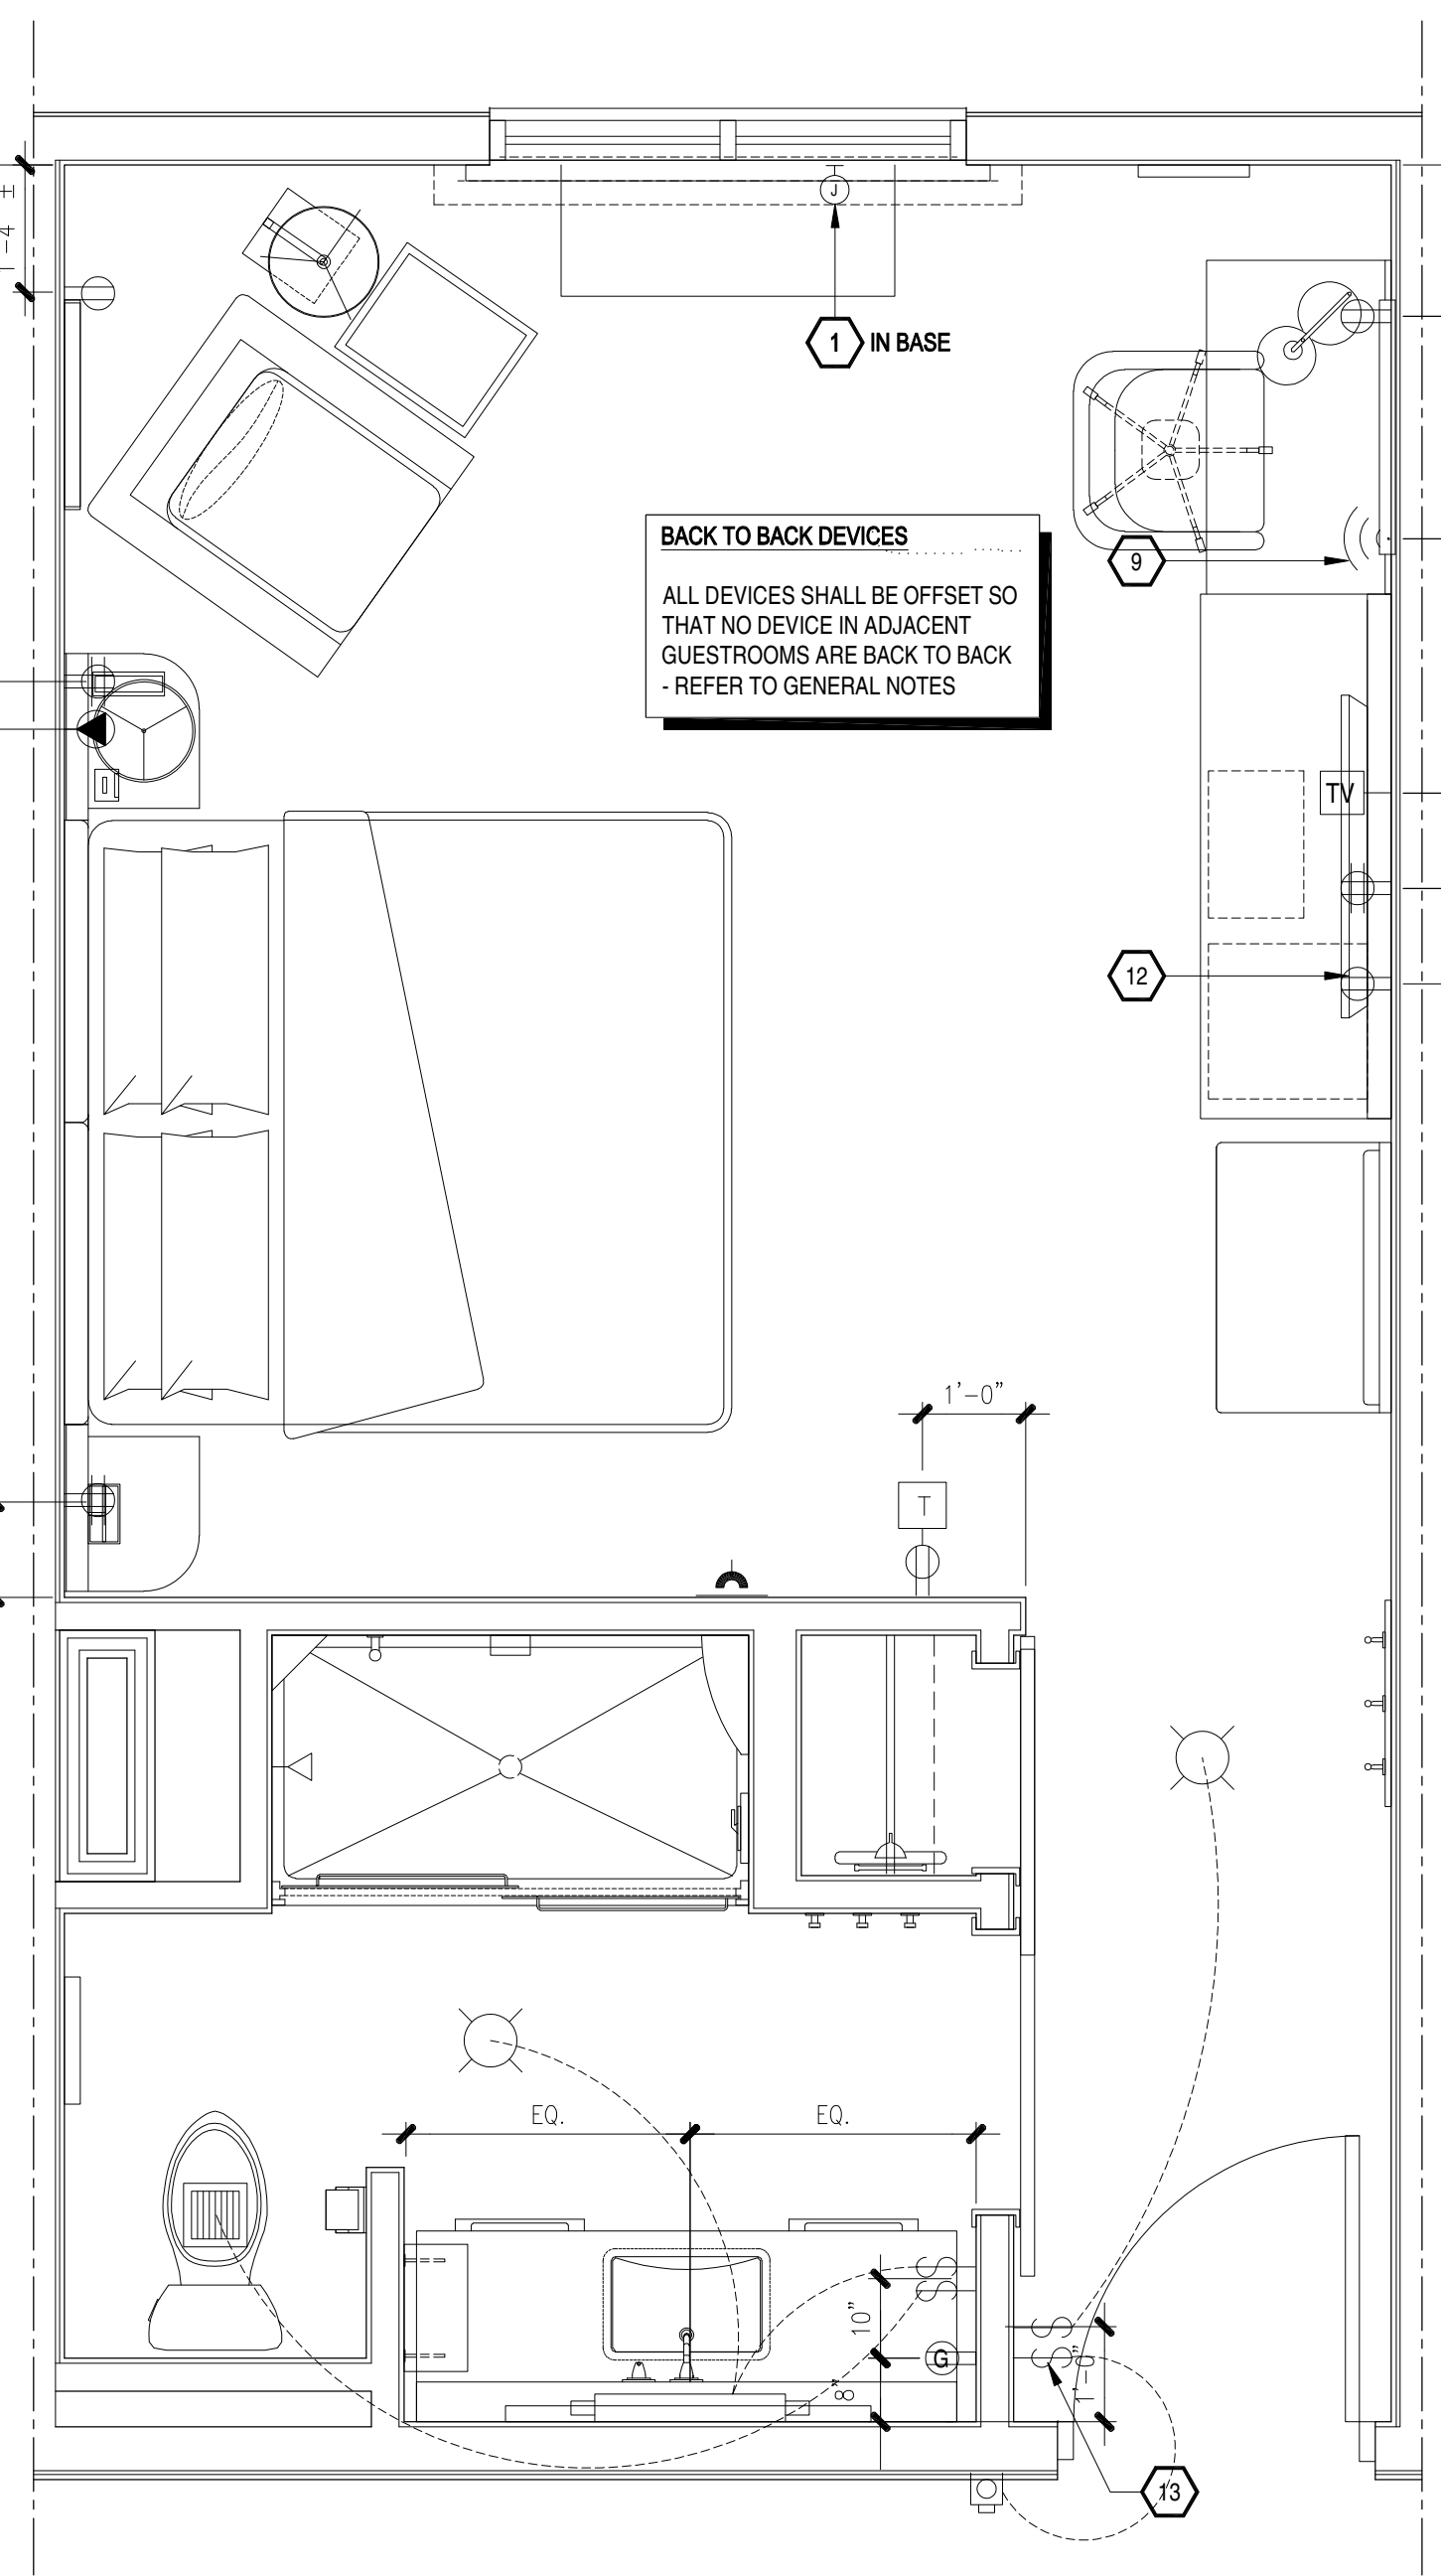 J
1'-4" ±
1 IN BASE
BACK TO BACK DEVICES
9
ALL DEVICES SHALL BE OFFSET SO
THAT NO DEVICE IN ADJACENT
GUESTROOMS ARE BACK TO BACK
- REFER TO GENERAL NOTES
TV
12
1'-0"
T
EQ. EQ.
S
S
10"
S
G
S
1'-0"
8"
13